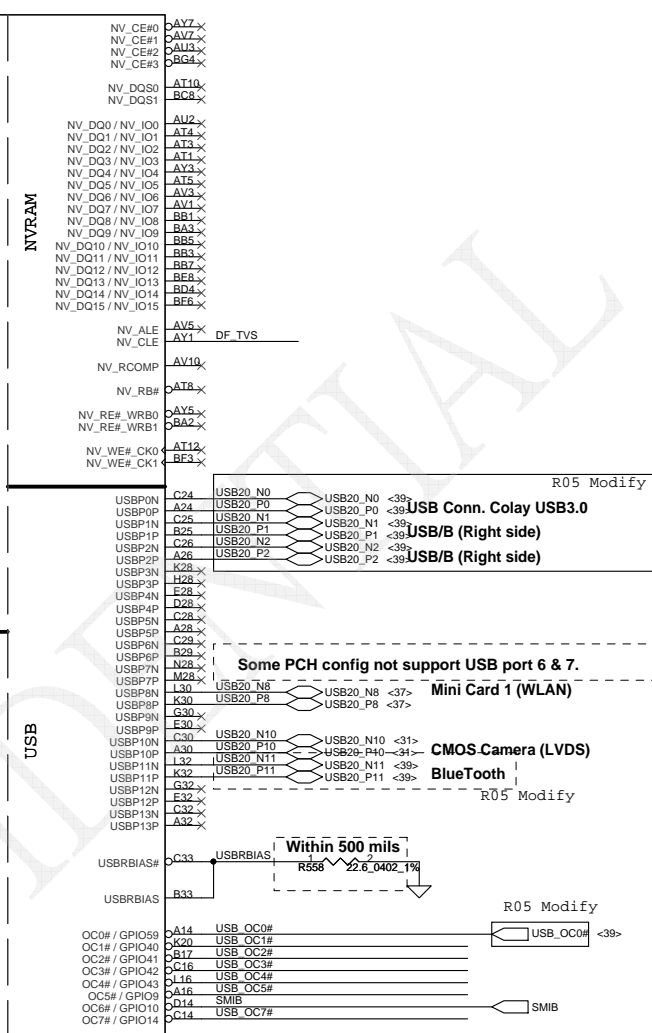 NV_CE#0 AY7
NV_CE#1 AV7
NV_CE#2 AU3
NV_CE#3 BG4
NV_DQS0 AT10
NV_DQS1 BC8
NV_DQ0 / NV_IO0 AU2
NV_DQ1 / NV_IO1 AT4
NV_DQ2 / NV_IO2 AT3
NV_DQ3 / NV_IO3 AT1
NV_DQ4 / NV_IO4 AY3
NV_DQ5 / NV_IO5 AT5
NV_DQ6 / NV_IO6 AV3
NV_DQ7 / NV_IO7 AV1
NV_DQ8 / NV_IO8 BB1
NV_DQ9 / NV_IO9 BA3
NV_DQ10 / NV_IO10 BB5
NV_DQ11 / NV_IO11 BB3
NV_DQ12 / NV_IO12 BB7
NV_DQ13 / NV_IO13 BE8
NV_DQ14 / NV_IO14 BD4
NV_DQ15 / NV_IO15 BF6
NVRAM
NV_ALE AV5
NV_CLE AY1 DF_TVS
NV_RCOMP AV10
NV_RB# AT8
NV_RE#_WRB0 AY5
NV_RE#_WRB1 BA2
NV_WE#_CK0 AT12
NV_WE#_CK1 BF3
R05 Modify
USBP0N C24 USB20_N0 USB20_N0 <39>
USBP0P A24 USB20_P0 USB20_P0 <39> USB Conn. Colay USB3.0
USBP1N C25 USB20_N1 USB20_N1 <39>
USBP1P B25 USB20_P1 USB20_P1 <39> USB/B (Right side)
USBP2N C26 USB20_N2 USB20_N2 <39>
USBP2P A26 USB20_P2 USB20_P2 <39> USB/B (Right side)
USBP3N K28
USBP3P H28
USBP4N E28
USBP4P D28
USBP5N C28
USBP5P A28
USBP6N C29
USBP6P B29
USBP7N N28
USBP7P M28
Some PCH config not support USB port 6 & 7.
USBP8N L30 USB20_N8 USB20_N8 <37> Mini Card 1 (WLAN)
USBP8P K30 USB20_P8 USB20_P8 <37>
USBP9N G30
USBP9P E30
USBP10N C30 USB20_N10 USB20_N10 <31>
USBP10P A30 USB20_P10 USB20_P10 <31> CMOS Camera (LVDS)
USBP11N L32 USB20_N11 USB20_N11 <39>
USBP11P K32 USB20_P11 USB20_P11 <39> BlueTooth
USBP12N G32
USBP12P E32
USBP13N C32
USBP13P A32
R05 Modify
USB
Within 500 mils
USBRBIAS# C33 USBRBIAS 1 2
R558 22.6_0402_1%
USBRBIAS B33
R05 Modify
OC0# / GPIO59 A14 USB_OC0# USB_OC0# <39>
OC1# / GPIO40 K20 USB_OC1#
OC2# / GPIO41 B17 USB_OC2#
OC3# / GPIO42 C16 USB_OC3#
OC4# / GPIO43 L16 USB_OC4#
OC5# / GPIO9 A16 USB_OC5#
OC6# / GPIO10 D14 SMIB SMIB
OC7# / GPIO14 C14 USB_OC7#